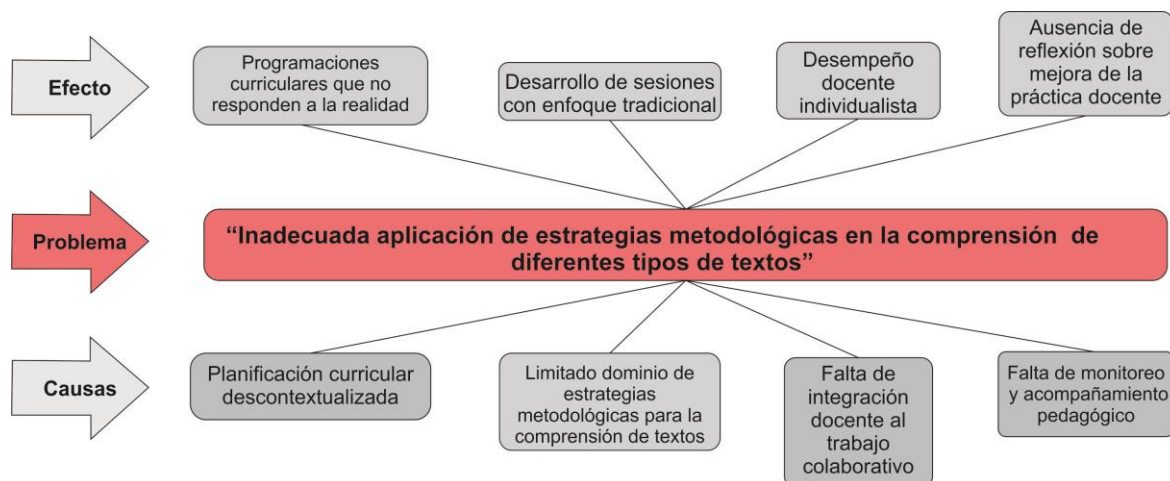 Efecto
Programaciones
curriculares que no
responden a la realidad
Desarrollo de sesiones
con enfoque tradicional
Desempeño
docente
individualista
Ausencia de
reflexión sobre
mejora de la
práctica docente
Problema
“Inadecuada aplicación de estrategias metodológicas en la comprensión de
diferentes tipos de textos”
Causas
Planificación curricular
descontextualizada
Limitado dominio de
estrategias
metodológicas para la
comprensión de textos
Falta de
integración
docente al
trabajo
colaborativo
Falta de monitoreo
y acompañamiento
pedagógico